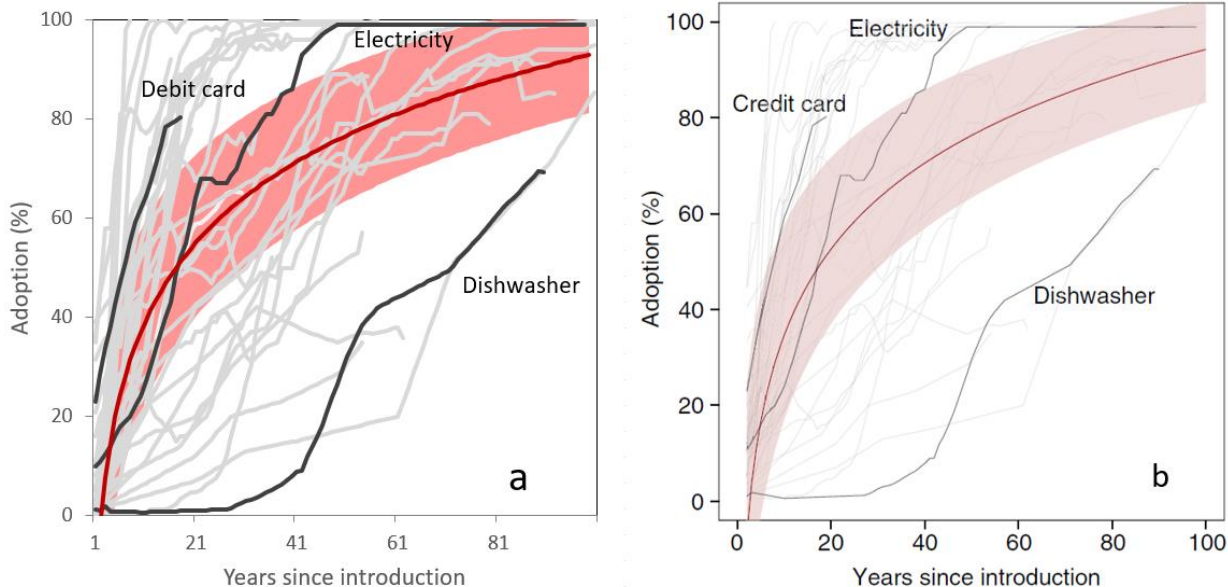 100
80
60
40
20
0
Adoption (%)
1
21
41
61
81
Years since introduction
Debit card
Electricity
Dishwasher
a
100
80
60
40
20
0
Adoption (%)
0
20
40
60
80
100
Years since introduction
Electricity
Credit card
Dishwasher
b